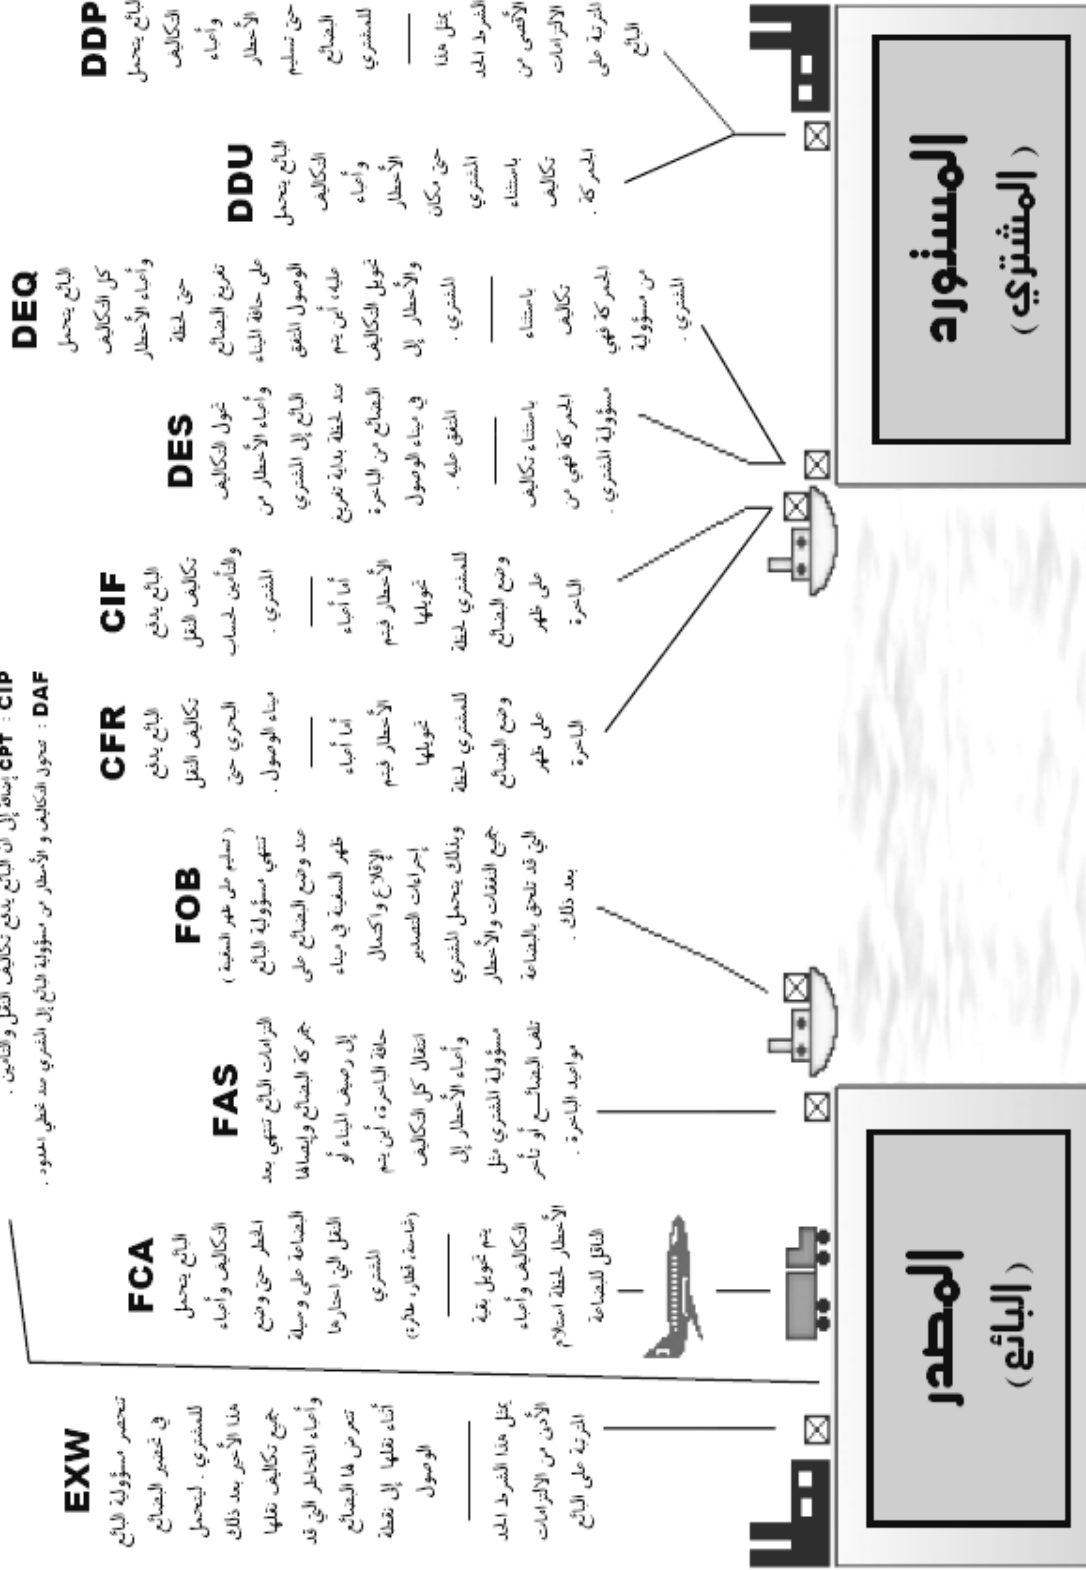 CPT : CIP إضافة إلى أن البائع يدفع تكاليف النقل والتأمين .
DAF : تتحول التكاليف و الأخطار من مسؤولية البائع إلى المشتري عند تخطي الحدود .
EXW
تنحصر مسؤولية البائع
في تحضير البضائع
للمشتري . ليتحمل
هذا الأخير بعد ذلك
جميع تكاليف نقلها
وأعباء المخاطر التي قد
تتعرض لها البضائع
أثناء نقلها إلى نقطة
الوصول
يمثل هذا الشرط الحد
الأدنى من الالتزامات
المترتبة على البائع
FCA
البائع يتحمل
التكاليف وأعباء
الخطر حتى وضع
البضاعة على وسيلة
النقل التي اختارها
المشتري
(شاحنة، قطار، طائرة)
يتم تحويل بقية
التكاليف وأعباء
الأخطار لحظة استلام
الناقل للبضاعة
FAS
التزامات البائع تنتهي بعد
جمركة البضائع وإيصالها
إلى رصيف الميناء أو
حافة الباخرة، أين يتم
انتقال كل التكاليف
وأعباء الأخطار إلى
مسؤولية المشتري مثل
تلف البضائع أو تأخر
مواعيد الباخرة .
FOB
( تسليم على ظهر السفينة )
تنتهي مسؤولية البائع
عند وضع البضائع على
ظهر السفينة في ميناء
الإقلاع واكتمال
إجراءات التصدير
وبذلك يتحمل المشتري
جميع النفقات والأخطار
التي قد تلحق بالبضاعة
بعد ذلك .
CFR
البائع يدفع
تكاليف النقل
البحري حتى
ميناء الوصول .
أما أعباء
الأخطار فيتم
تحويلها
للمشتري لحظة
وضع البضائع
على ظهر
الباخرة
CIF
البائع يدفع
تكاليف النقل
والتأمين لحساب
المشتري .
أما أعباء
الأخطار فيتم
تحويلها
للمشتري لحظة
وضع البضائع
على ظهر
الباخرة
DES
تحول التكاليف
وأعباء الأخطار من
البائع إلى المشتري
عند لحظة بداية تفريغ
البضائع من الباخرة
في ميناء الوصول
المتفق عليه .
باستثناء تكاليف
الجمركة فهي من
مسؤولية المشتري .
DEQ
البائع يتحمل
كل التكاليف
وأعباء الأخطار
حتى لحظة
تفريغ البضائع
على حافة الميناء
الوصول المتفق
عليه، أين يتم
تحويل التكاليف
والأخطار إلى
المشتري .
باستثناء
تكاليف
الجمركة فهي
من مسؤولية
المشتري .
DDU
البائع يتحمل
التكاليف
وأعباء
الأخطار
حتى مكان
المشتري
باستثناء
تكاليف
الجمركة .
DDP
البائع يتحمل
التكاليف
وأعباء
الأخطار
حتى تسليم
البضائع
للمشتري
يمثل هذا
الشرط الحد
الأقصى من
الالتزامات
المترتبة على
البائع
المصدر
( البائع )
المستورد
( المشتري )